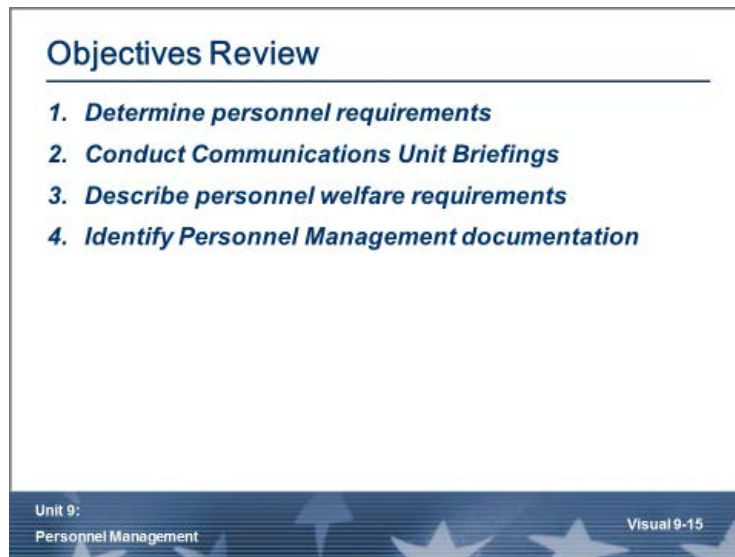 Objectives Review
1. Determine personnel requirements
2. Conduct Communications Unit Briefings
3. Describe personnel welfare requirements
4. Identify Personnel Management documentation
Unit 9:
Personnel Management
Visual 9-15